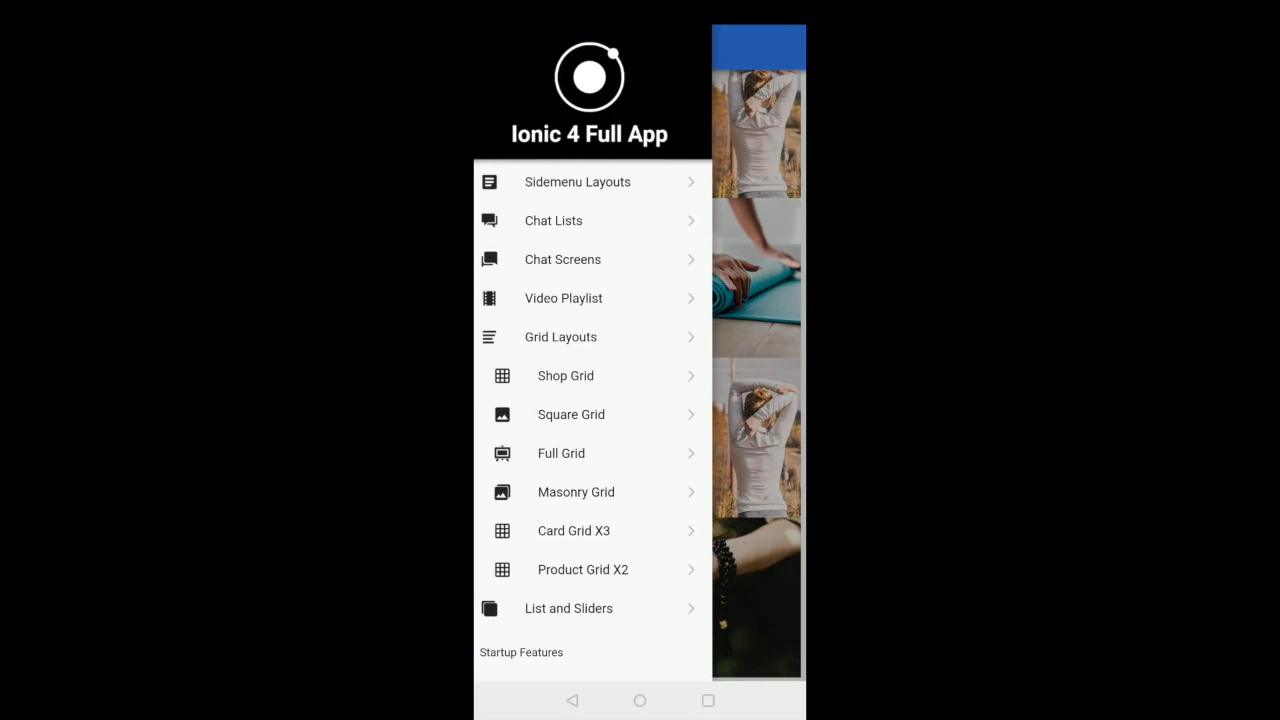 Ionic 4 Full App
Sidemenu Layouts
Chat Lists
Chat Screens
Video Playlist
Grid Layouts
Shop Grid
Square Grid
Full Grid
Masonry Grid
Card Grid X3
Product Grid X2
List and Sliders
Startup Features